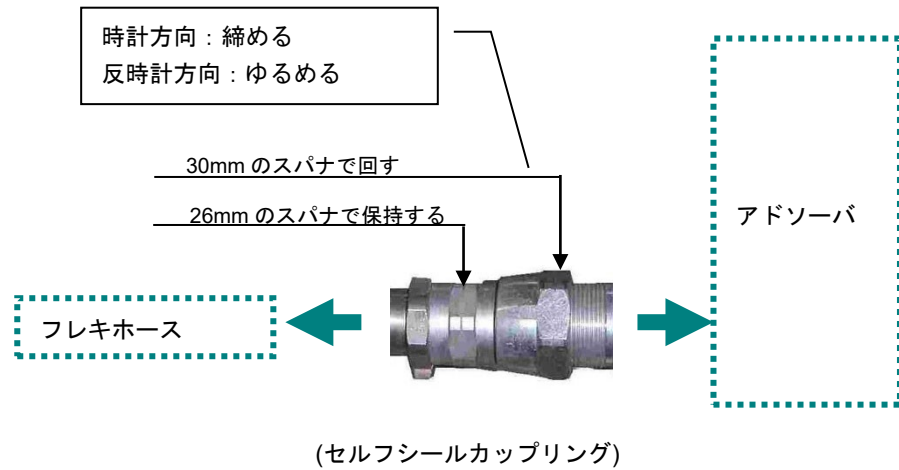 時計方向：締める
反時計方向：ゆるめる
30mm のスパナで回す
26mm のスパナで保持する
アドソーバ
フレキホース
(セルフシールカップリング)